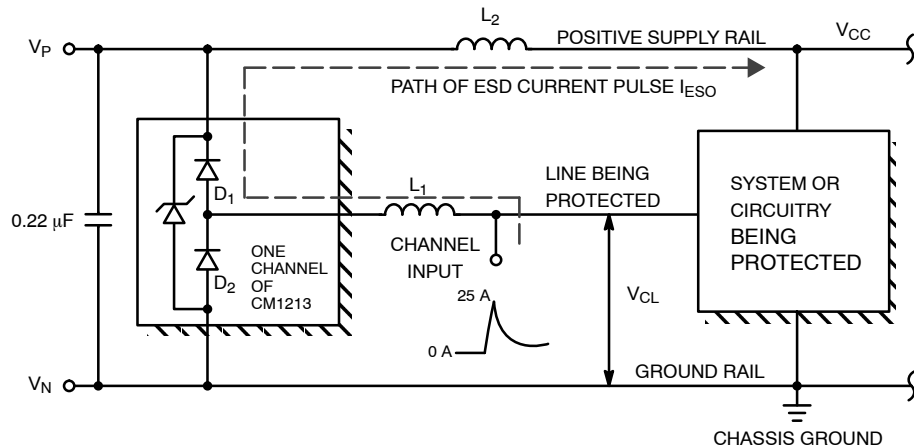 L2
VP
POSITIVE SUPPLY RAIL
VCC
PATH OF ESD CURRENT PULSE IESO
D1
L1
LINE BEING
PROTECTED
SYSTEM OR
CIRCUITRY
BEING
PROTECTED
0.22 μF
ONE
CHANNEL
OF
CM1213
D2
CHANNEL
INPUT
25 A
0 A
VCL
VN
GROUND RAIL
CHASSIS GROUND